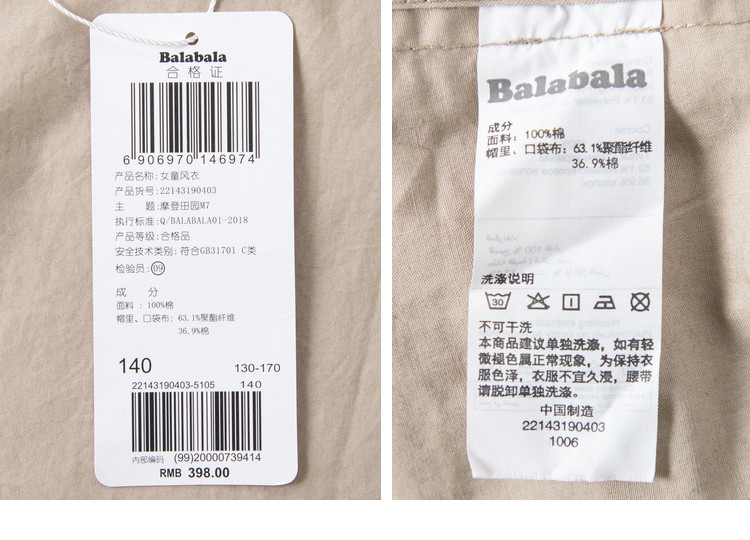 Balabala
合格证
6 906970 146974
产品名称:女童风衣
产品货号:22143190403
主 题:摩登田园M7
执行标准:Q/BALABALA01-2018
产品等级:合格品
安全技术类别:符合GB31701 C类
检验员:09
成 分
面料:100%棉
帽里、口袋布:63.1%聚酯纤维
36.9%棉
140 130-170
22143190403-5105 140
内部编码 (99)20000739414
RMB 398.00
Balabala
成分
面料:100%棉
帽里、口袋布:63.1%聚酯纤维
36.9%棉
洗涤说明
30
不可干洗
本商品建议单独洗涤,如有轻
微褪色属正常现象,为保持衣
服色泽,衣服不宜久浸,腰带
请脱卸单独洗涤。
中国制造
22143190403
1006